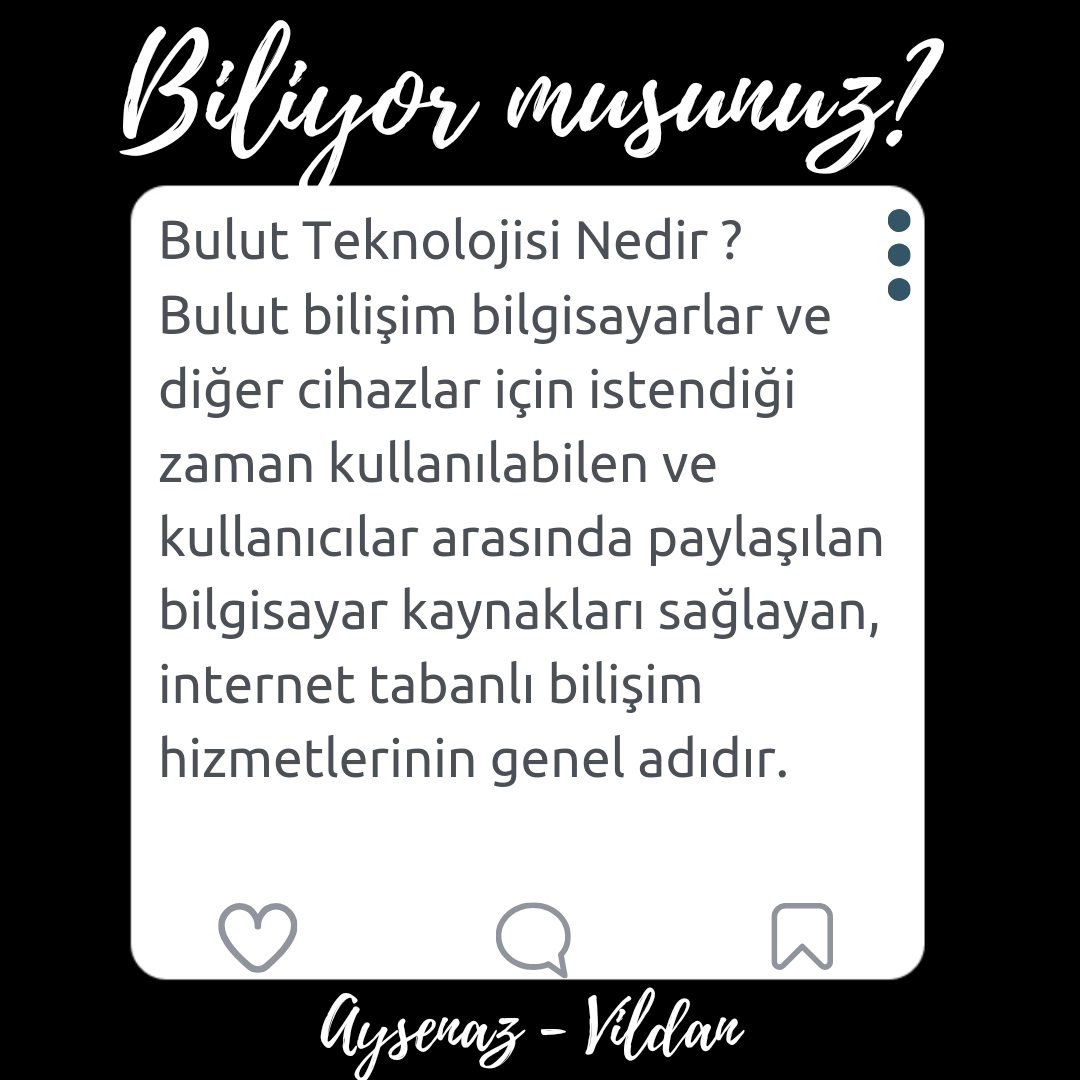 Biliyor musunuz?
Bulut Teknolojisi Nedir ?
Bulut bilişim bilgisayarlar ve
diğer cihazlar için istendiği
zaman kullanılabilen ve
kullanıcılar arasında paylaşılan
bilgisayar kaynakları sağlayan,
internet tabanlı bilişim
hizmetlerinin genel adıdır.
Aysenaz - Vildan